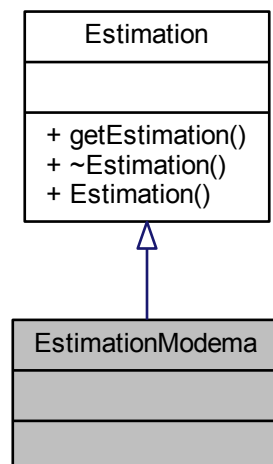 Estimation
+ getEstimation()
+ ~Estimation()
+ Estimation()
EstimationModema